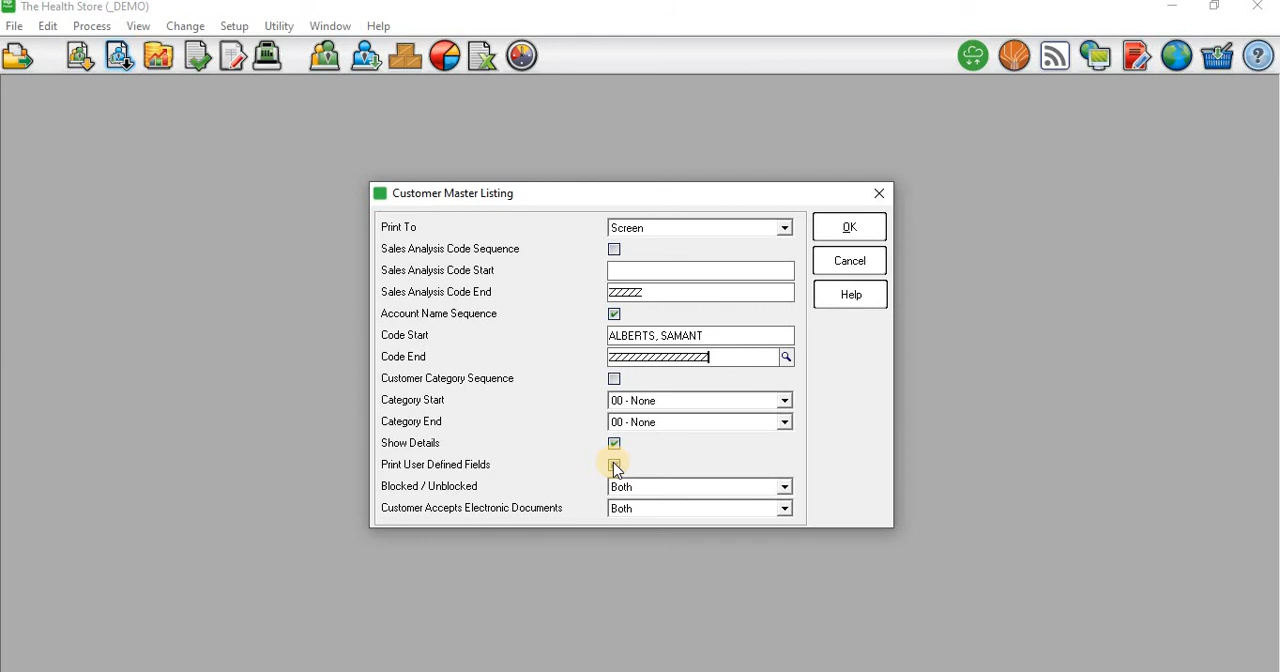 The Health Store (_DEMO)
File Edit Process View Change Setup Utility Window Help
Customer Master Listing
Print To Screen OK
Sales Analysis Code Sequence
Sales Analysis Code Start Cancel
Sales Analysis Code End ZZZZZ Help
Account Name Sequence
Code Start ALBERTS, SAMANT
Code End
Customer Category Sequence
Category Start 00 - None
Category End 00 - None
Show Details
Print User Defined Fields
Blocked / Unblocked Both
Customer Accepts Electronic Documents Both